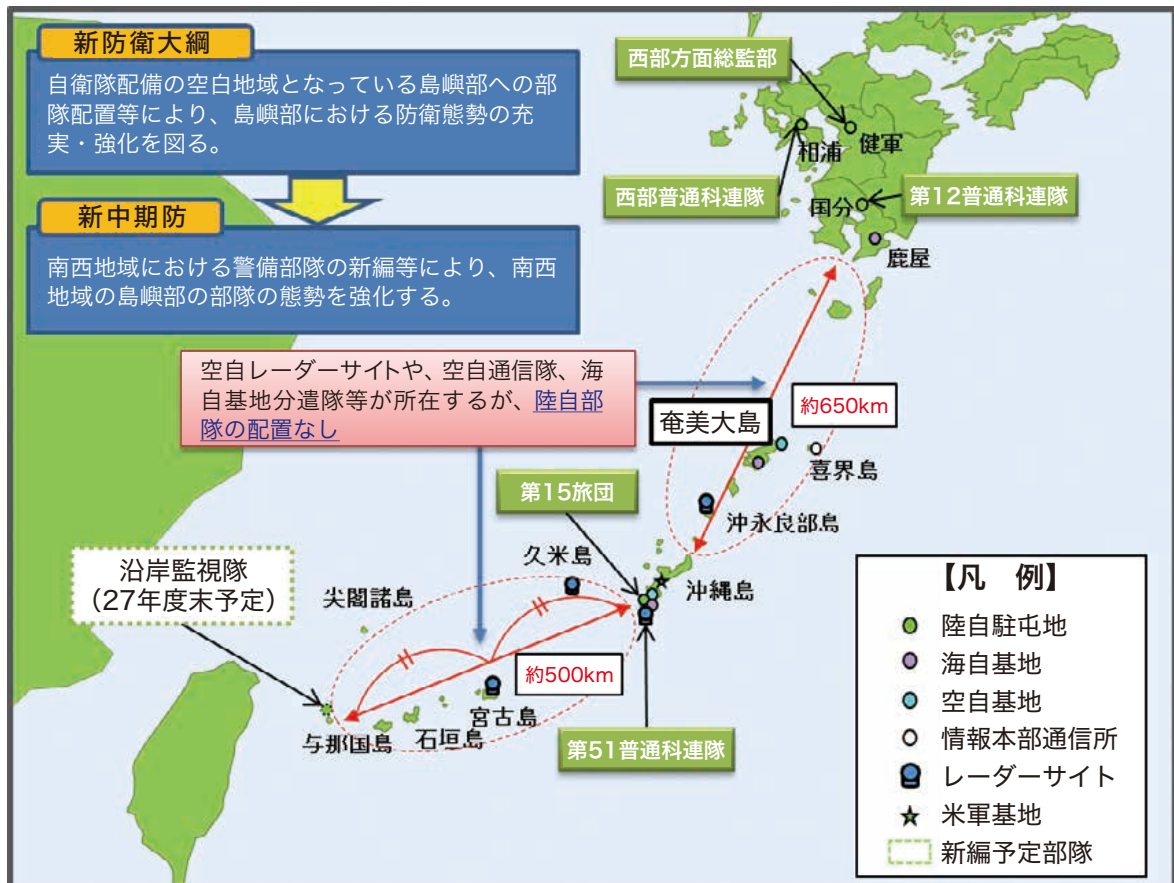 新防衛大綱
自衛隊配備の空白地域となっている島嶼部への部
隊配置等により、島嶼部における防衛態勢の充
実・強化を図る。
新中期防
南西地域における警備部隊の新編等により、南西
地域の島嶼部の部隊の態勢を強化する。
西部方面総監部
相浦
健軍
西部普通科連隊
国分
第12普通科連隊
鹿屋
空自レーダーサイトや、空自通信隊、海
自基地分遣隊等が所在するが、陸自部
隊の配置なし
約650km
奄美大島
喜界島
第15旅団
沖永良部島
久米島
沖縄島
沿岸監視隊
（27年度末予定）
尖閣諸島
約500km
宮古島
石垣島
与那国島
第51普通科連隊
【凡　例】
陸自駐屯地
海自基地
空自基地
情報本部通信所
レーダーサイト
米軍基地
新編予定部隊